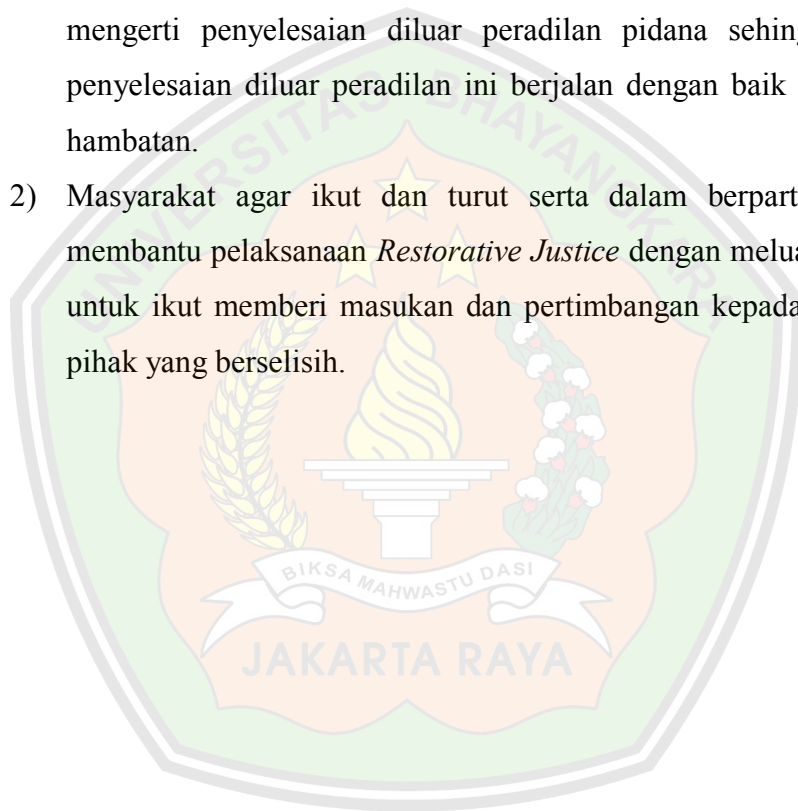 mengerti penyelesaian diluar peradilan pidana sehing
penyelesaian diluar peradilan ini berjalan dengan baik
hambatan.
2) Masyarakat agar ikut dan turut serta dalam berpart
membantu pelaksanaan Restorative Justice dengan melua
untuk ikut memberi masukan dan pertimbangan kepada
pihak yang berselisih.
UNIVERSITAS BHAYANGKARA
BIKSA MAHWASTU DASI
JAKARTA RAYA